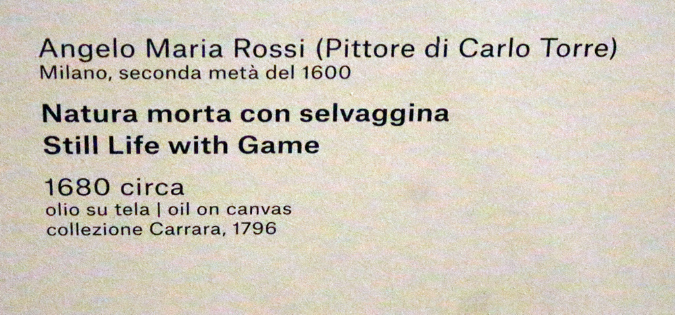 Angelo Maria Rossi (Pittore di Carlo Torre)
Milano, seconda metà del 1600
Natura morta con selvaggina
Still Life with Game
1680 circa
olio su tela | oil on canvas
collezione Carrara, 1796